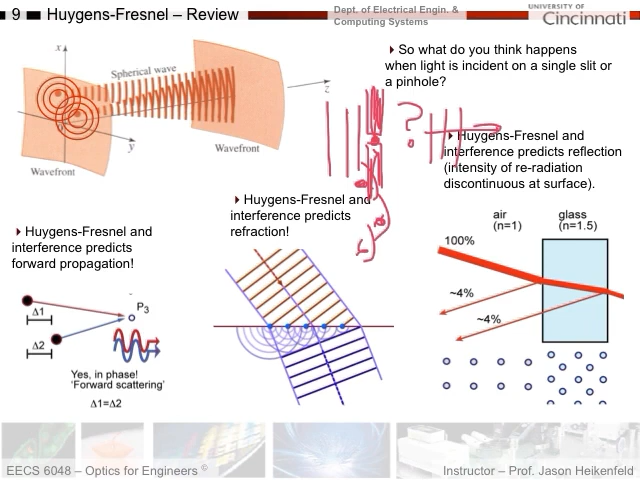 9 Huygens-Fresnel – Review
Dept. of Electrical Engin. &
Computing Systems
UNIVERSITY OF
Cincinnati
x
Spherical wave
z
y
Wavefront
Wavefront
So what do you think happens
when light is incident on a single slit or
a pinhole?
?
Huygens-Fresnel and
interference predicts reflection
(intensity of re-radiation
discontinuous at surface).
Huygens-Fresnel and
interference predicts
refraction!
Huygens-Fresnel and
interference predicts
forward propagation!
Δ1
Δ2
P3
Yes, in phase!
'Forward scattering'
Δ1=Δ2
air
(n=1)
glass
(n=1.5)
100%
~4%
~4%
EECS 6048 – Optics for Engineers ©
Instructor – Prof. Jason Heikenfeld